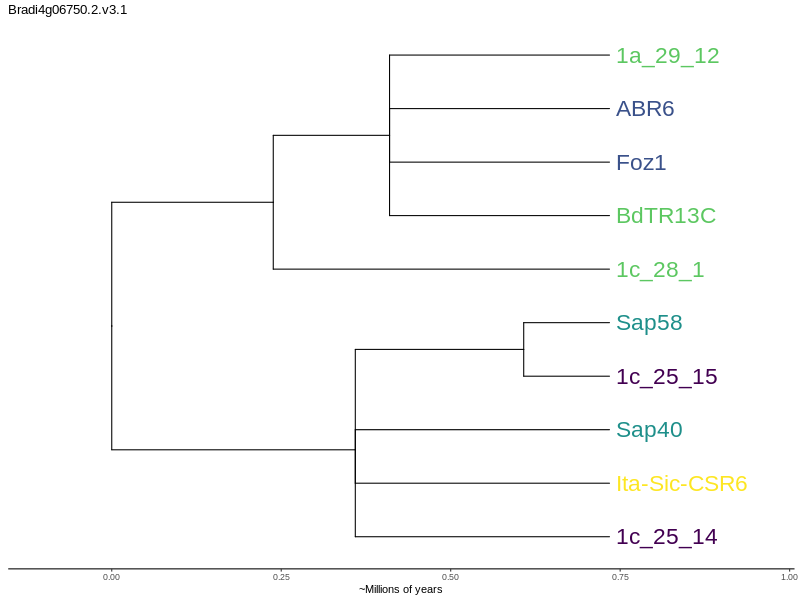 Bradi4g06750.2.v3.1
1a_29_12
ABR6
Foz1
BdTR13C
1c_28_1
Sap58
1c_25_15
Sap40
Ita-Sic-CSR6
1c_25_14
0.00 0.25 0.50 0.75 1.00
~Millions of years